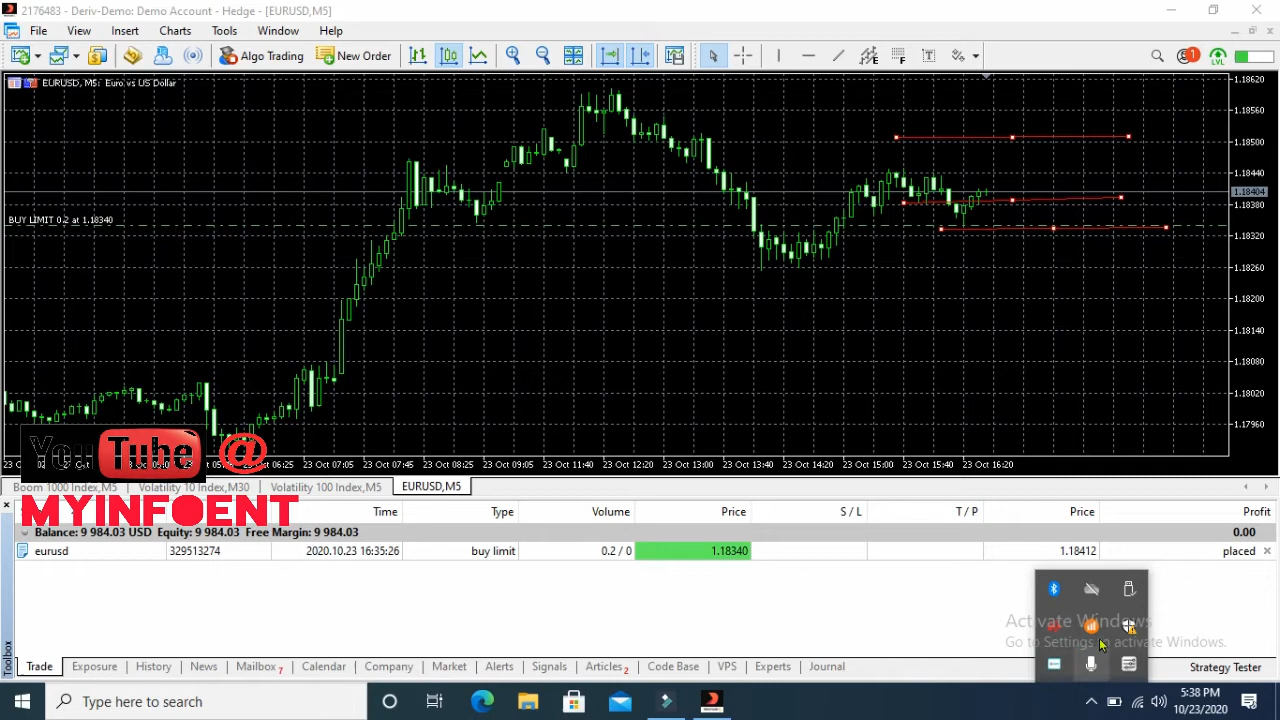 2176483 - Deriv-Demo: Demo Account - Hedge - [EURUSD,M5]
File View Insert Charts Tools Window Help
Algo Trading New Order 1 LVL
EURUSD, M5: Euro vs US Dollar
1.18620
1.18560
1.18500
1.18440
1.18404
1.18380
BUY LIMIT 0.2 at 1.18340
1.18320
1.18260
1.18200
1.18140
1.18080
1.18020
1.17960
YouTube @
23 Oct 06:25 23 Oct 07:05 23 Oct 07:45 23 Oct 08:25 23 Oct 09:05 23 Oct 11:40 23 Oct 12:20 23 Oct 13:00 23 Oct 13:40 23 Oct 14:20 23 Oct 15:00 23 Oct 15:40 23 Oct 16:20
Boom 1000 Index,M5 Volatility 10 Index,M30 Volatility 100 Index,M5 EURUSD,M5
MYINFOENT
Time Type Volume Price S / L T / P Price Profit
Balance: 9 984.03 USD Equity: 9 984.03 Free Margin: 9 984.03 0.00
eurusd 329513274 2020.10.23 16:35:26 buy limit 0.2 / 0 1.18340 1.18412 placed
Activate Windows
Go to Settings to activate Windows.
Toolbox
Trade Exposure History News Mailbox 7 Calendar Company Market Alerts Signals Articles 2 Code Base VPS Experts Journal Strategy Tester
Type here to search
5:38 PM
10/23/2020